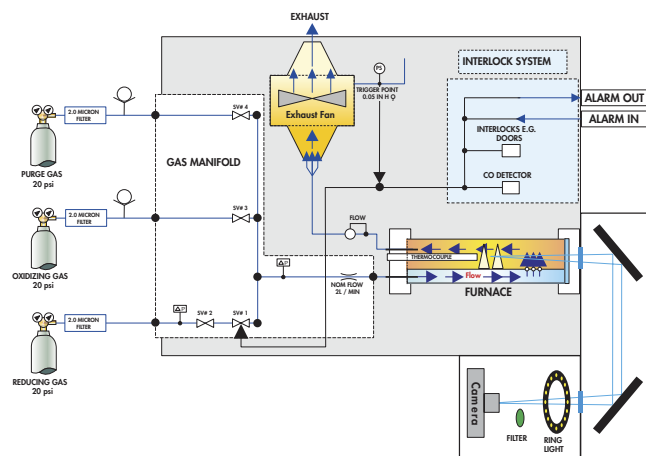 EXHAUST
PS
TRIGGER POINT
0.05 IN H O
Exhaust Fan
INTERLOCK SYSTEM
ALARM OUT
ALARM IN
INTERLOCKS E.G.
DOORS
CO DETECTOR
2.0 MICRON
FILTER
PURGE GAS
20 psi
SV# 4
GAS MANIFOLD
2.0 MICRON
FILTER
OXIDIZING GAS
20 psi
SV# 3
FLOW
THERMOCOUPLE
Flow
FURNACE
ΔP
NOM FLOW
2L / MIN
2.0 MICRON
FILTER
REDUCING GAS
20 psi
ΔP
SV# 2
SV# 1
Camera
FILTER
RING
LIGHT